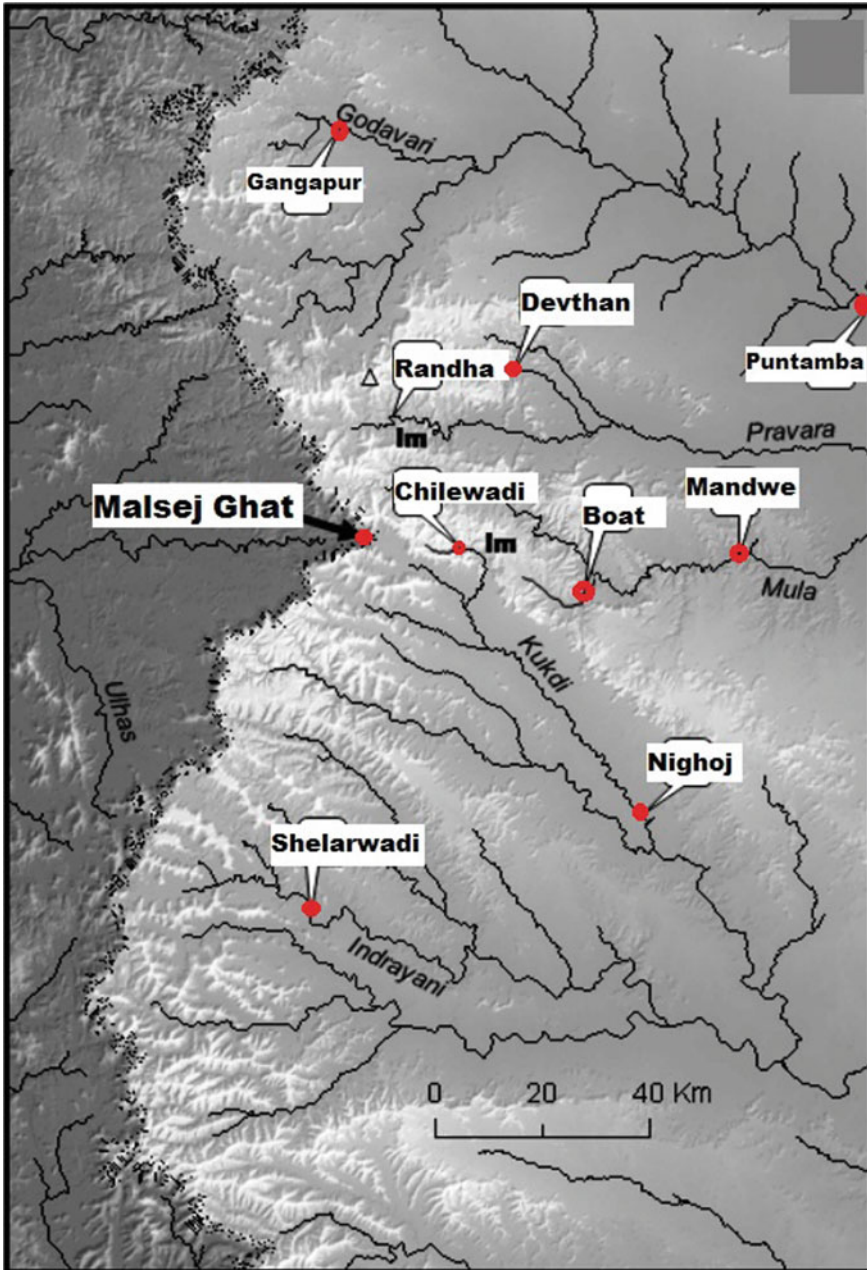 Godavari
Gangapur
Devthan
Randha
Puntamba
Im
Pravara
Malsej Ghat
Chilewadi
Im
Boat
Mandwe
Mula
Kukdi
Ulhas
Nighoj
Shelarwadi
Indrayani
0 20 40 Km